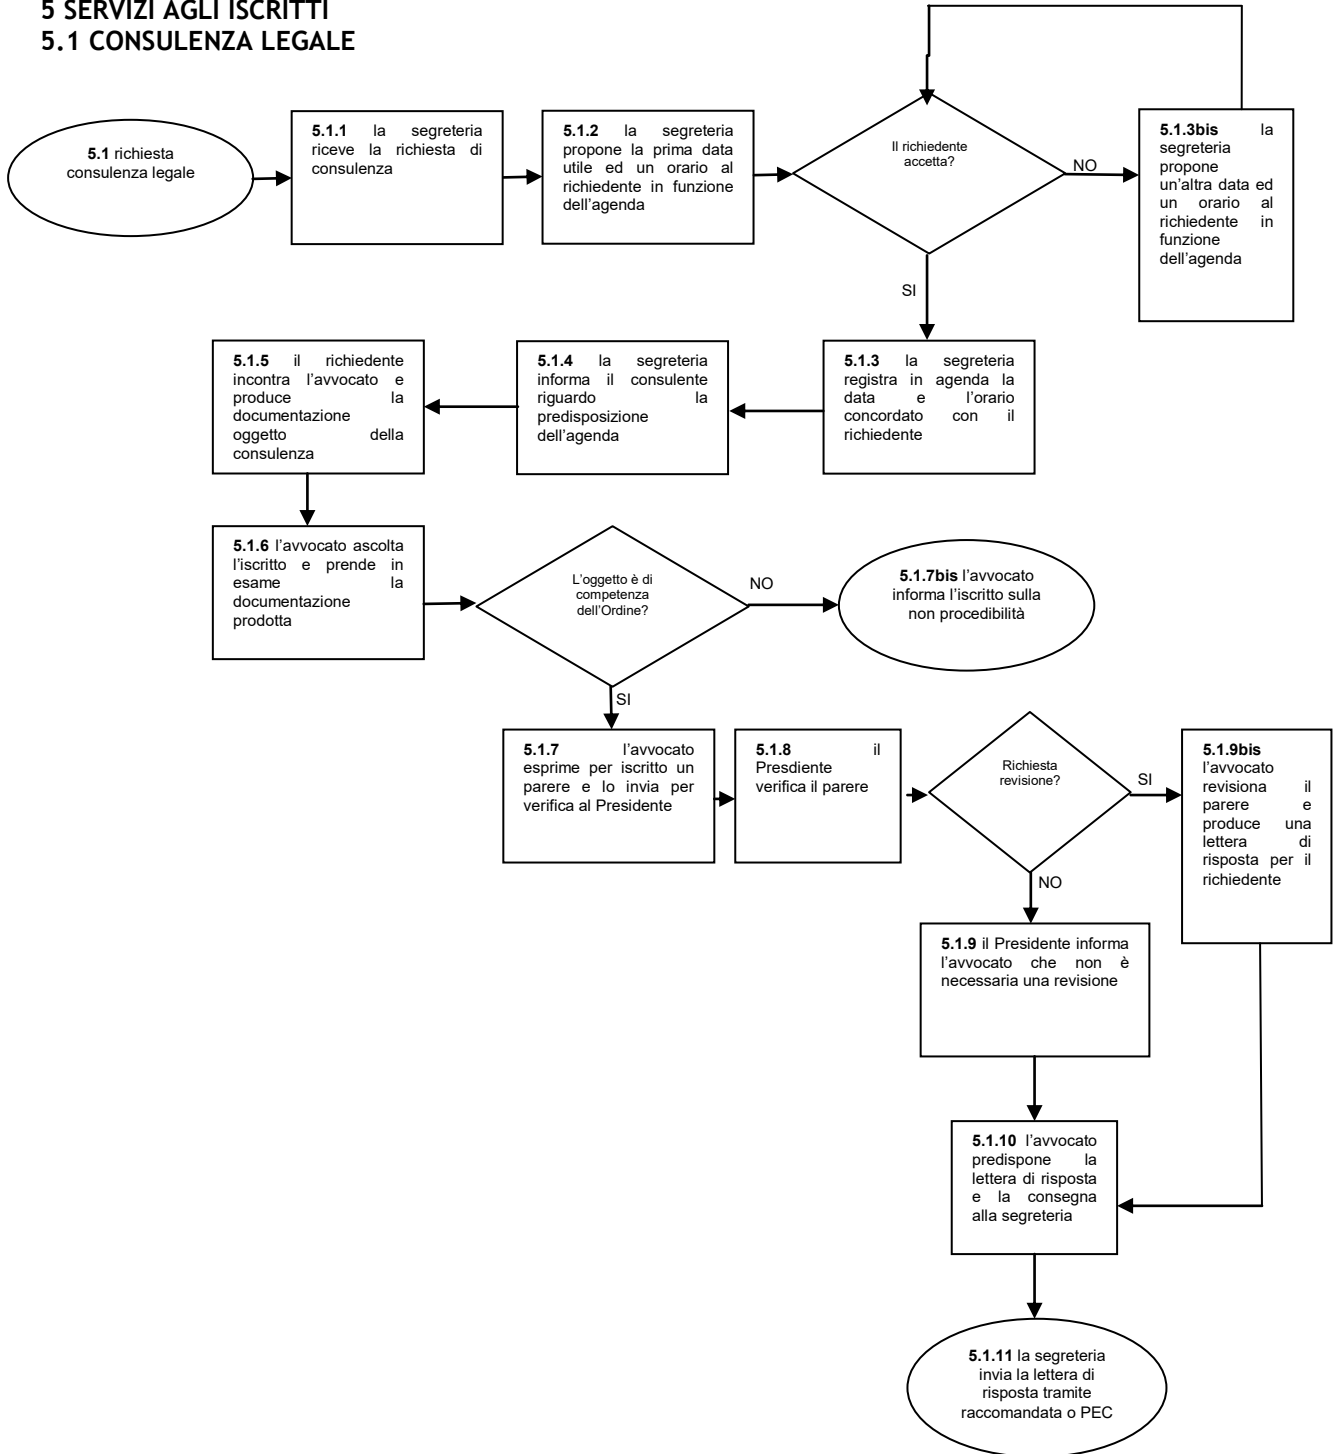 5 SERVIZI AGLI ISCRITTI
5.1 CONSULENZA LEGALE
5.1 richiesta
consulenza legale
5.1.1 la segreteria
riceve la richiesta di
consulenza
5.1.2 la segreteria
propone la prima data
utile ed un orario al
richiedente in funzione
dell'agenda
Il richiedente
accetta?
NO
5.1.3bis la
segreteria
propone
un'altra data ed
un orario al
richiedente in
funzione
dell'agenda
SI
5.1.3 la segreteria
registra in agenda la
data e l'orario
concordato con il
richiedente
5.1.4 la segreteria
informa il consulente
riguardo la
predisposizione
dell'agenda
5.1.5 il richiedente
incontra l'avvocato e
produce la
documentazione
oggetto della
consulenza
5.1.6 l'avvocato ascolta
l'iscritto e prende in
esame la
documentazione
prodotta
L'oggetto è di
competenza
dell'Ordine?
NO
5.1.7bis l'avvocato
informa l'iscritto sulla
non procedibilità
SI
5.1.7 l'avvocato
esprime per iscritto un
parere e lo invia per
verifica al Presidente
5.1.8 il
Presdiente
verifica il parere
Richiesta
revisione?
SI
5.1.9bis
l'avvocato
revisiona il
parere e
produce una
lettera di
risposta per il
richiedente
NO
5.1.9 il Presidente informa
l'avvocato che non è
necessaria una revisione
5.1.10 l'avvocato
predispone la
lettera di risposta
e la consegna
alla segreteria
5.1.11 la segreteria
invia la lettera di
risposta tramite
raccomandata o PEC